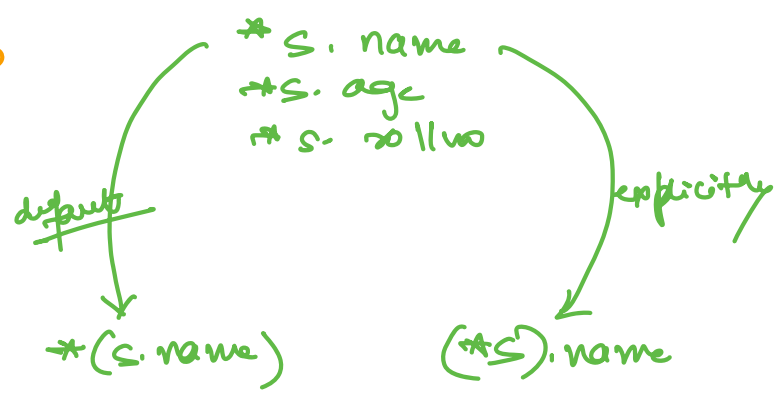 *s. name
*s. age
*s. rollno
default
explicitly
*(s.name)
(*s).name